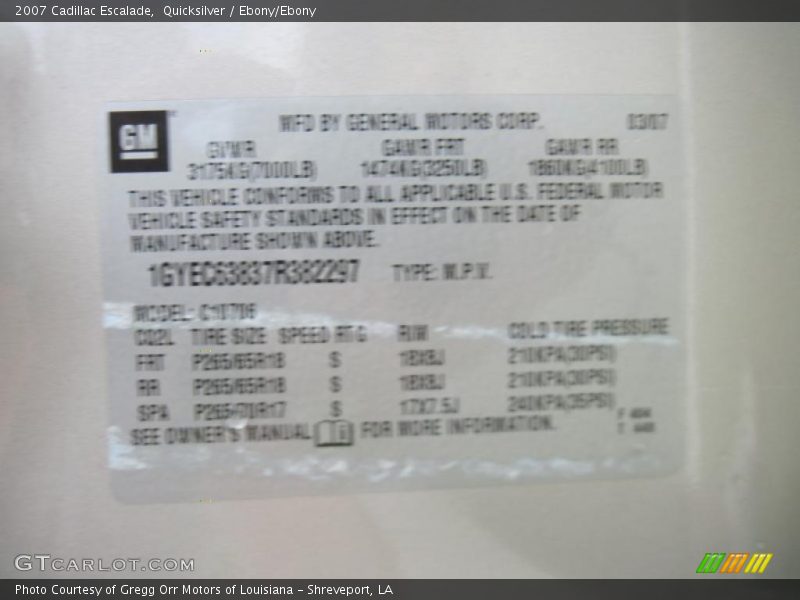 2007 Cadillac Escalade, Quicksilver / Ebony/Ebony
GM MFD BY GENERAL MOTORS CORP. 03/07
GVWR GAWR FRT GAWR RR
3175KG(7000LB) 1474KG(3250LB) 1860KG(4100LB)
THIS VEHICLE CONFORMS TO ALL APPLICABLE U.S. FEDERAL MOTOR
VEHICLE SAFETY STANDARDS IN EFFECT ON THE DATE OF
MANUFACTURE SHOWN ABOVE.
1GYEC63837R382297 TYPE: M.P.V.
MODEL: C10706
CQ2L TIRE SIZE SPEED RTG RIM COLD TIRE PRESSURE
FRT P265/65R18 S 18X8J 210KPA(30PSI)
RR P265/65R18 S 18X8J 210KPA(30PSI)
SPA P265/70R17 S 17X7.5J 240KPA(35PSI)
SEE OWNER'S MANUAL FOR MORE INFORMATION.
GTCARLOT.COM
Photo Courtesy of Gregg Orr Motors of Louisiana - Shreveport, LA